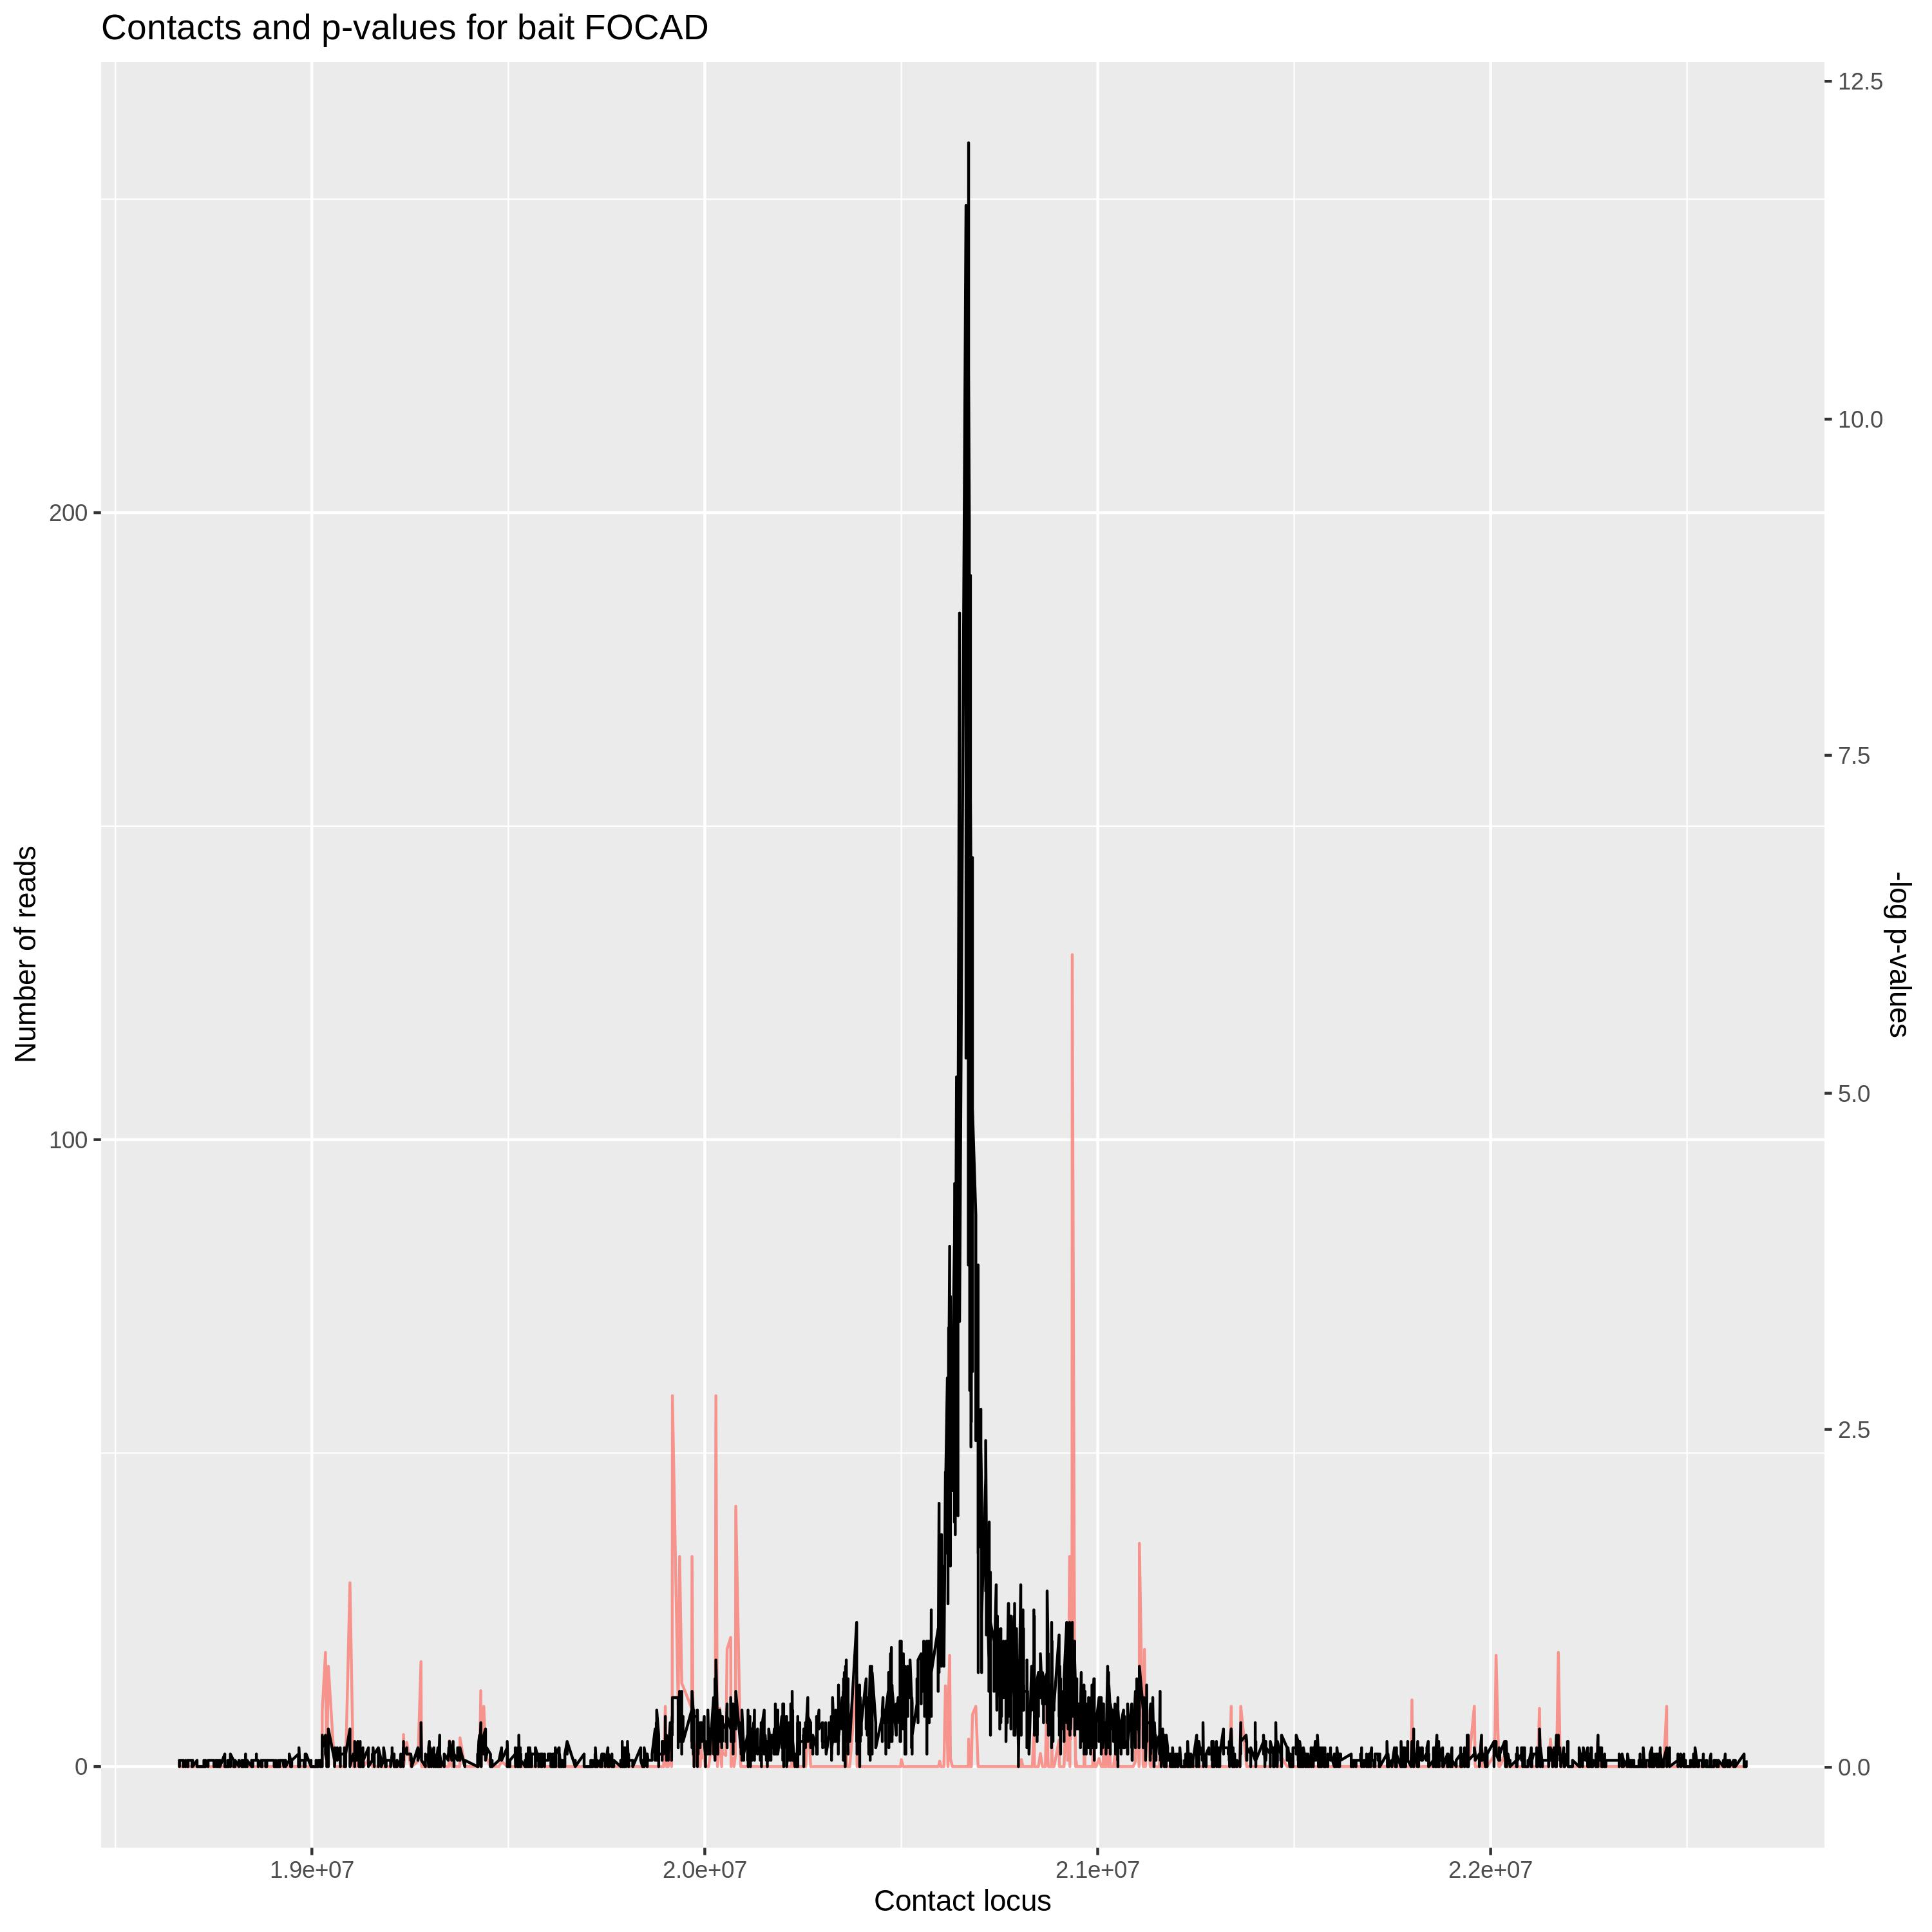 Contacts and p-values for bait FOCAD
Number of reads
200
100
0
12.5
10.0
7.5
5.0
2.5
0.0
-log p-values
1.9e+07
2.0e+07
2.1e+07
2.2e+07
Contact locus